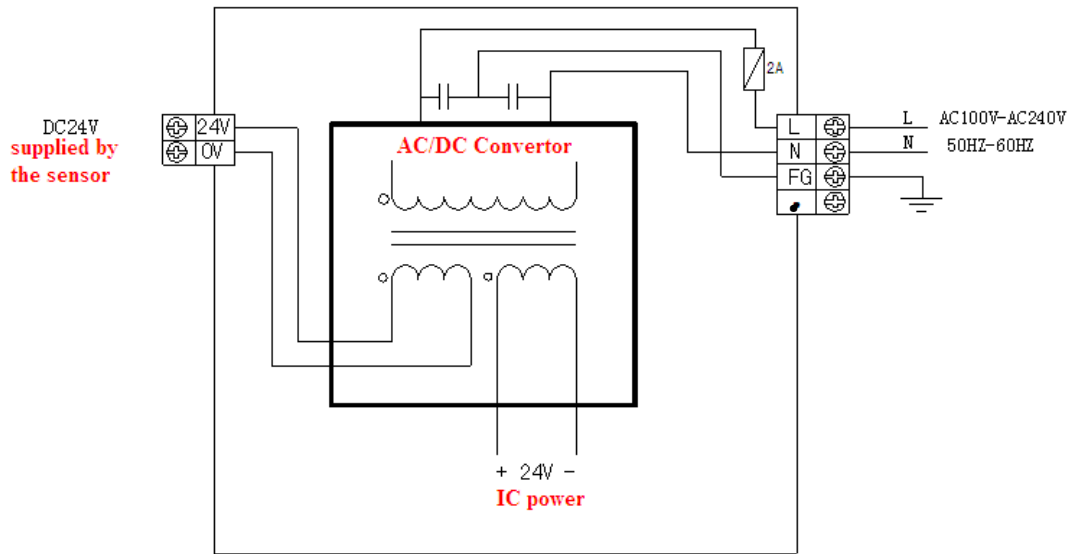 2A
DC24V
supplied by
the sensor
24V
0V
AC/DC Convertor
L
N
FG
L AC100V-AC240V
N 50HZ-60HZ
+ 24V -
IC power